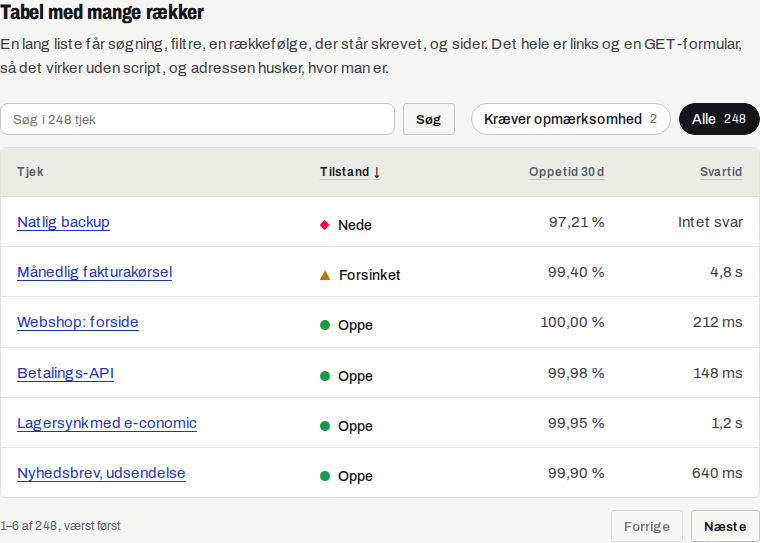 Tabel med mange rækker
En lang liste får søgning, filtre, en rækkefølge, der står skrevet, og sider. Det hele er links og en GET-formular,
så det virker uden script, og adressen husker, hvor man er.
Søg i 248 tjek Søg Kræver opmærksomhed 2 Alle 248
Tjek Tilstand ↓ Oppetid 30 d Svartid
Natlig backup Nede 97,21 % Intet svar
Månedlig fakturakørsel Forsinket 99,40 % 4,8 s
Webshop: forside Oppe 100,00 % 212 ms
Betalings-API Oppe 99,98 % 148 ms
Lagersynk med e-conomic Oppe 99,95 % 1,2 s
Nyhedsbrev, udsendelse Oppe 99,90 % 640 ms
1–6 af 248, værst først Forrige Næste